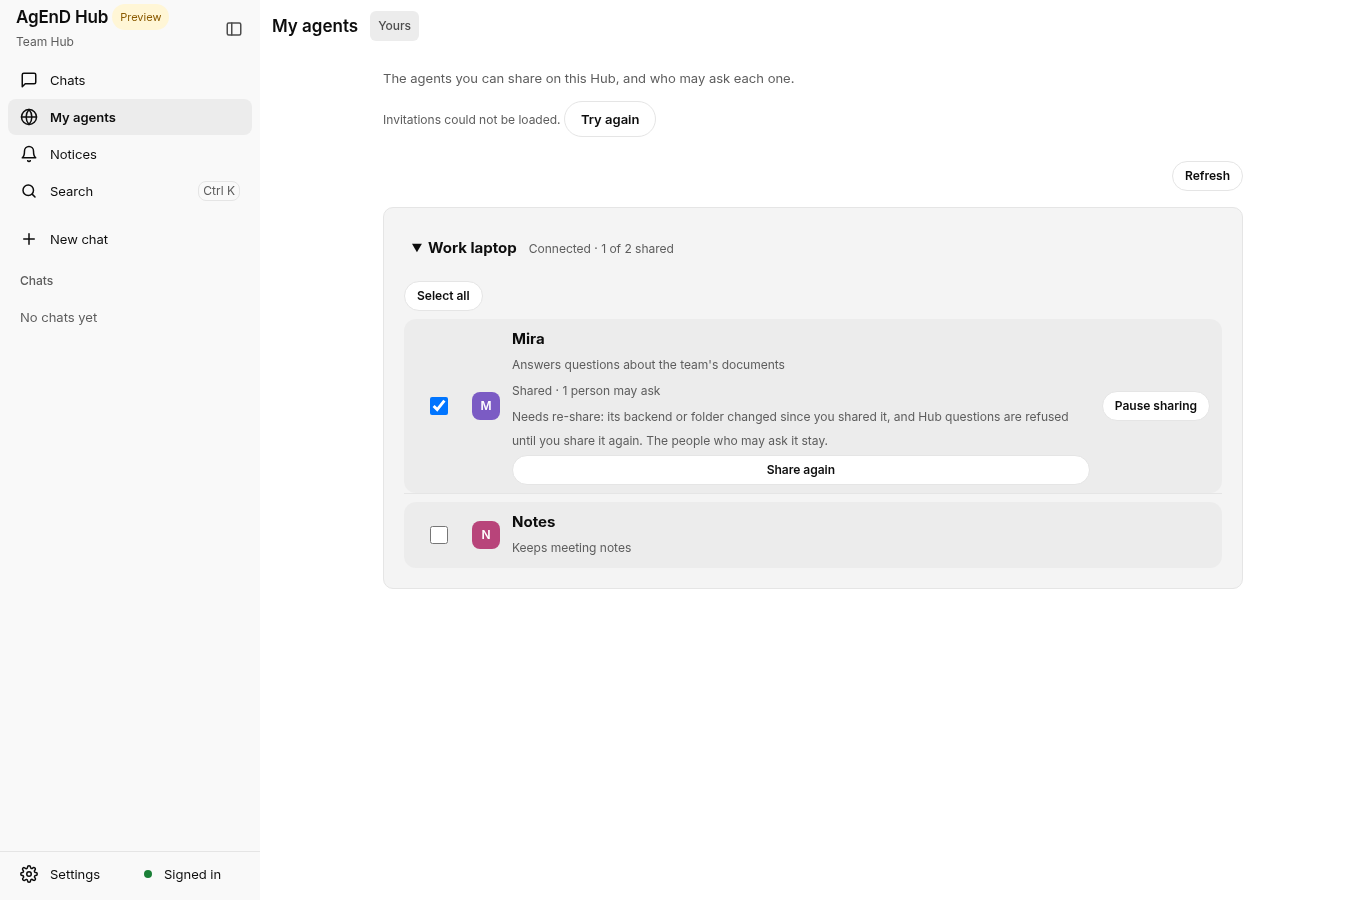 AgEnD Hub Preview
Team Hub
Chats
My agents
Notices
Search Ctrl K
New chat
Chats
No chats yet
Settings Signed in
My agents Yours
The agents you can share on this Hub, and who may ask each one.
Invitations could not be loaded. Try again
Refresh
Work laptop Connected · 1 of 2 shared
Select all
Mira
Answers questions about the team's documents
Shared · 1 person may ask
M
Needs re-share: its backend or folder changed since you shared it, and Hub questions are refused
until you share it again. The people who may ask it stay.
Pause sharing
Share again
N
Notes
Keeps meeting notes